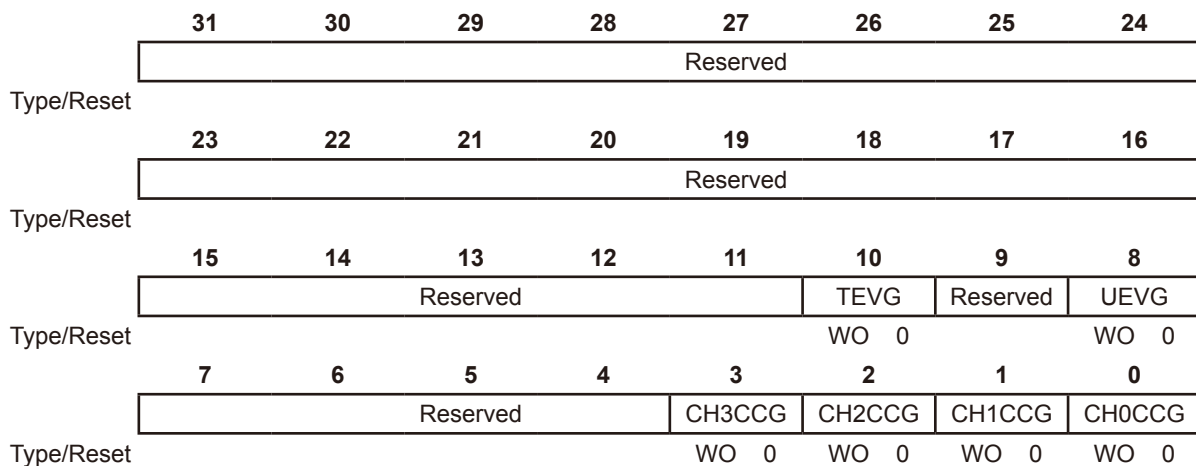 31 30 29 28 27 26 25 24
Reserved
Type/Reset
23 22 21 20 19 18 17 16
Reserved
Type/Reset
15 14 13 12 11 10 9 8
Reserved TEVG Reserved UEVG
Type/Reset WO 0 WO 0
7 6 5 4 3 2 1 0
Reserved CH3CCG CH2CCG CH1CCG CH0CCG
Type/Reset WO 0 WO 0 WO 0 WO 0